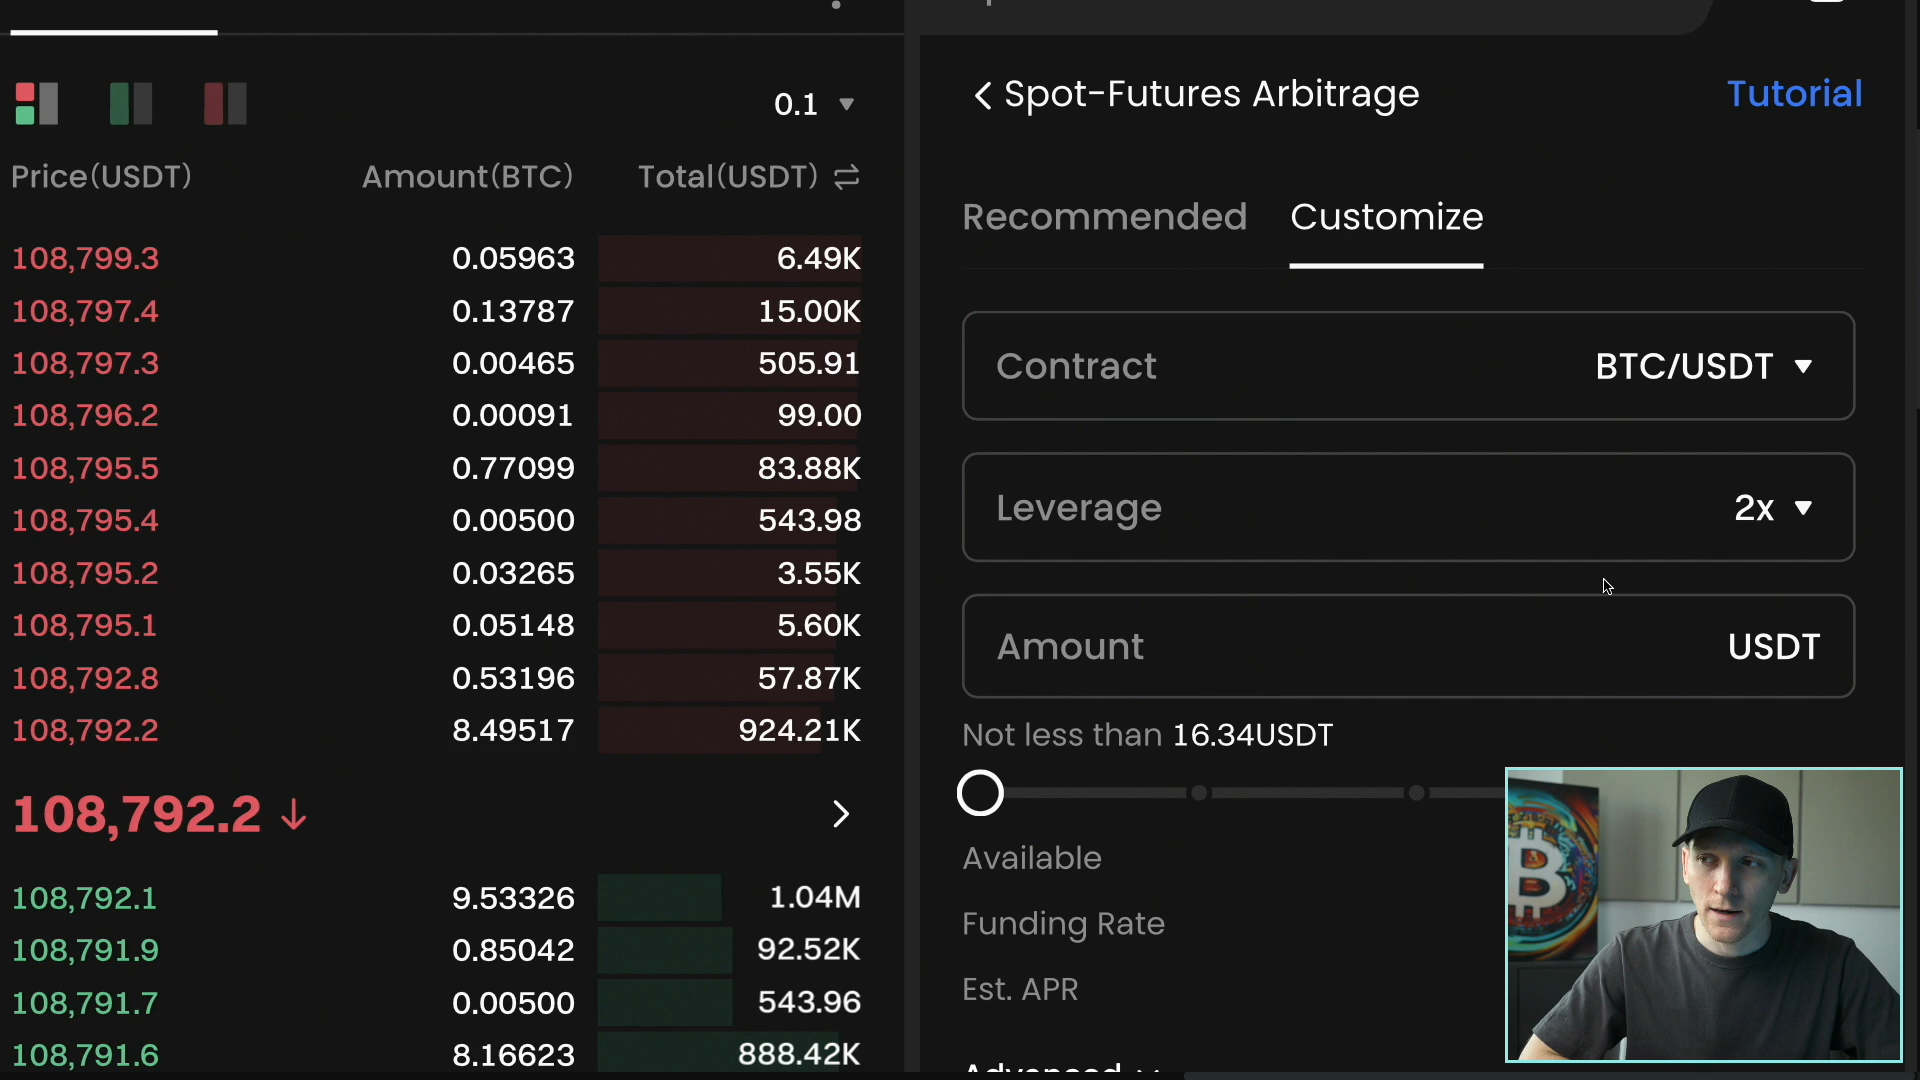 0.1
Price(USDT) Amount(BTC) Total(USDT)
108,799.3 0.05963 6.49K
108,797.4 0.13787 15.00K
108,797.3 0.00465 505.91
108,796.2 0.00091 99.00
108,795.5 0.77099 83.88K
108,795.4 0.00500 543.98
108,795.2 0.03265 3.55K
108,795.1 0.05148 5.60K
108,792.8 0.53196 57.87K
108,792.2 8.49517 924.21K
108,792.2 ↓
108,792.1 9.53326 1.04M
108,791.9 0.85042 92.52K
108,791.7 0.00500 543.96
108,791.6 8.16623 888.42K
Spot-Futures Arbitrage Tutorial
Recommended Customize
Contract BTC/USDT
Leverage 2x
Amount USDT
Not less than 16.34USDT
Available
Funding Rate
Est. APR
Advanced